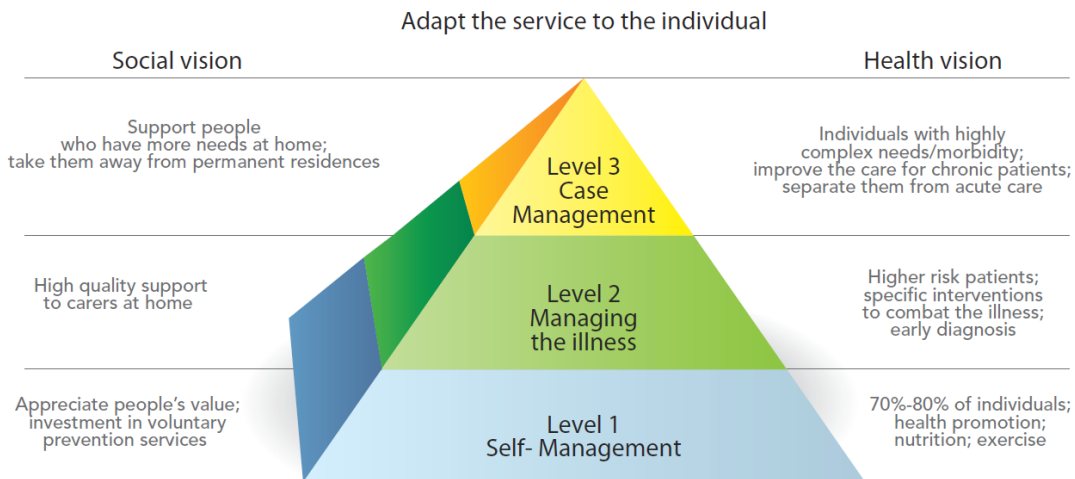 Adapt the service to the individual
Social vision
Health vision
Support people
who have more needs at home;
take them away from permanent residences
Level 3
Case
Management
Individuals with highly
complex needs/morbidity;
improve the care for chronic patients;
separate them from acute care
High quality support
to carers at home
Level 2
Managing
the illness
Higher risk patients;
specific interventions
to combat the illness;
early diagnosis
Appreciate people's value;
investment in voluntary
prevention services
Level 1
Self- Management
70%-80% of individuals;
health promotion;
nutrition; exercise